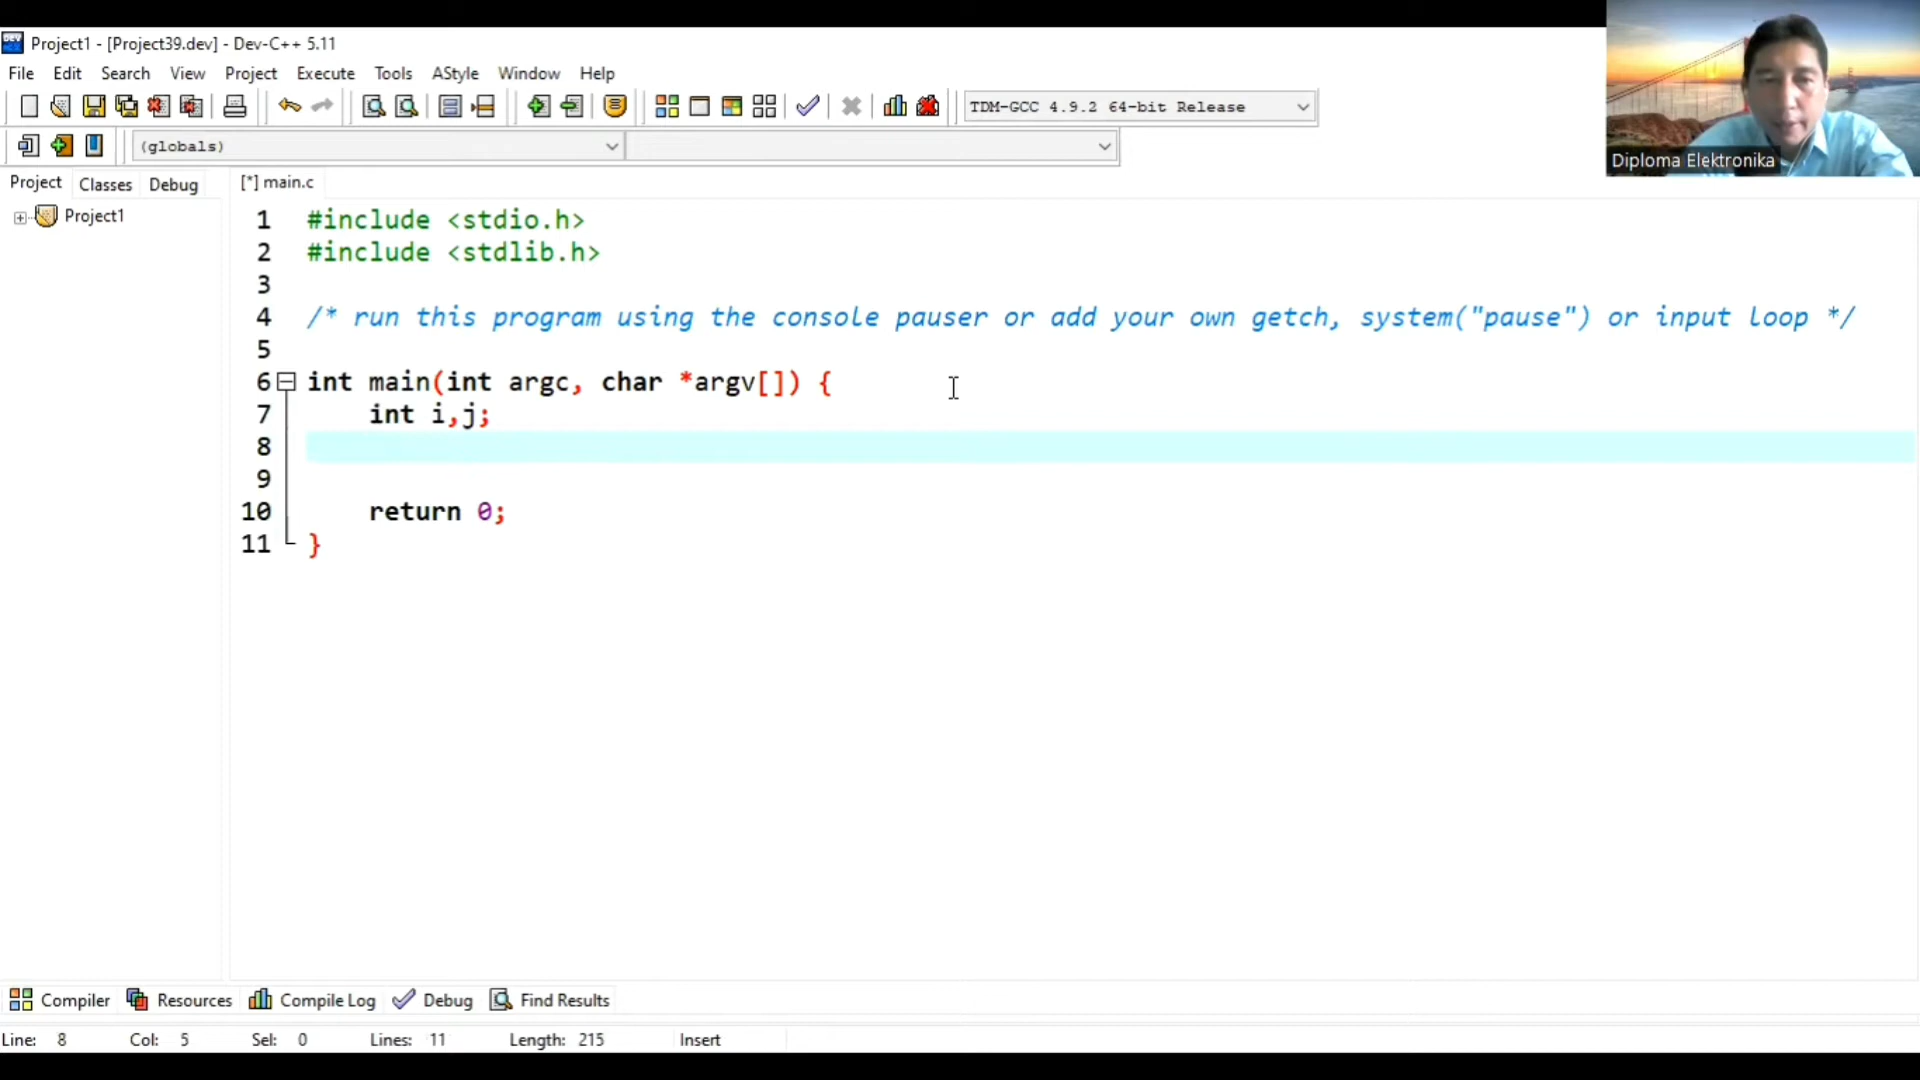 Project1 - [Project39.dev] - Dev-C++ 5.11
File Edit Search View Project Execute Tools AStyle Window Help
TDM-GCC 4.9.2 64-bit Release
(globals)
Diploma Elektronika
Project Classes Debug [*] main.c
Project1
1 #include <stdio.h>
2 #include <stdlib.h>
3
4 /* run this program using the console pauser or add your own getch, system("pause") or input loop */
5
6 int main(int argc, char *argv[]) {
7 int i,j;
8
9
10 return 0;
11 }
Compiler Resources Compile Log Debug Find Results
Line: 8 Col: 5 Sel: 0 Lines: 11 Length: 215 Insert